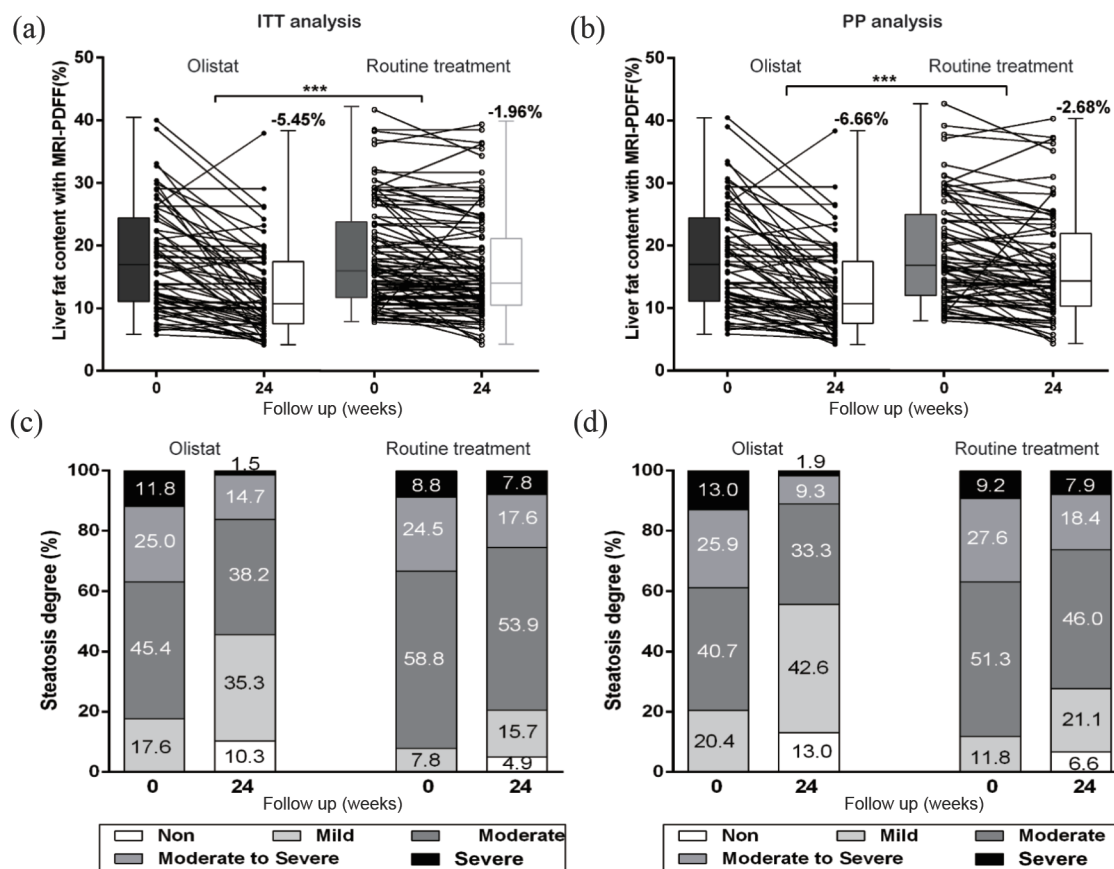 (a) ITT analysis
Olistat Routine treatment
***
-5.45% -1.96%
Liver fat content with MRI-PDFF(%)
50
40
30
20
10
0
0 24 0 24
Follow up (weeks)
(b) PP analysis
Olistat Routine treatment
***
-6.66% -2.68%
Liver fat content with MRI-PDFF(%)
50
40
30
20
10
0
0 24 0 24
Follow up (weeks)
(c)
Olistat Routine treatment
Steatosis degree (%)
100
80
60
40
20
0
11.8 1.5 8.8 7.8
25.0 14.7 24.5 17.6
45.4 38.2 58.8 53.9
17.6 35.3 7.8 15.7
10.3 4.9
0 24 0 24
Follow up (weeks)
Non Mild Moderate
Moderate to Severe Severe
(d)
Olistat Routine treatment
Steatosis degree (%)
100
80
60
40
20
0
13.0 1.9 9.2 7.9
25.9 9.3 27.6 18.4
40.7 33.3 51.3 46.0
20.4 42.6 11.8 21.1
13.0 6.6
0 24 0 24
Follow up (weeks)
Non Mild Moderate
Moderate to Severe Severe